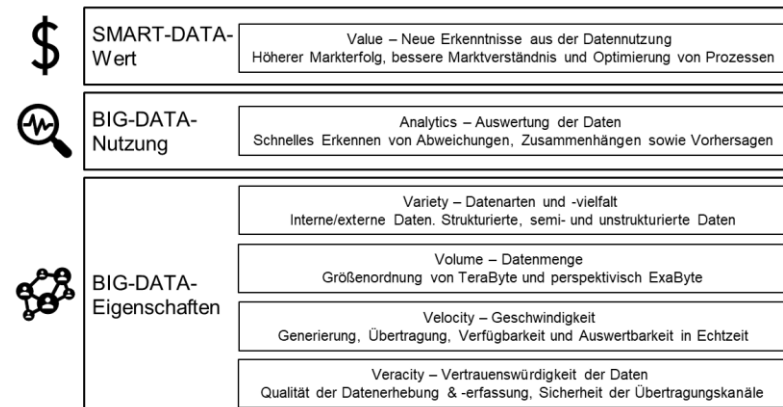 $
SMART-DATA-
Wert
Value – Neue Erkenntnisse aus der Datennutzung
Höherer Markterfolg, bessere Marktverständnis und Optimierung von Prozessen
BIG-DATA-
Nutzung
Analytics – Auswertung der Daten
Schnelles Erkennen von Abweichungen, Zusammenhängen sowie Vorhersagen
BIG-DATA-
Eigenschaften
Variety – Datenarten und -vielfalt
Interne/externe Daten. Strukturierte, semi- und unstrukturierte Daten
Volume – Datenmenge
Größenordnung von TeraByte und perspektivisch ExaByte
Velocity – Geschwindigkeit
Generierung, Übertragung, Verfügbarkeit und Auswertbarkeit in Echtzeit
Veracity – Vertrauenswürdigkeit der Daten
Qualität der Datenerhebung & -erfassung, Sicherheit der Übertragungskanäle